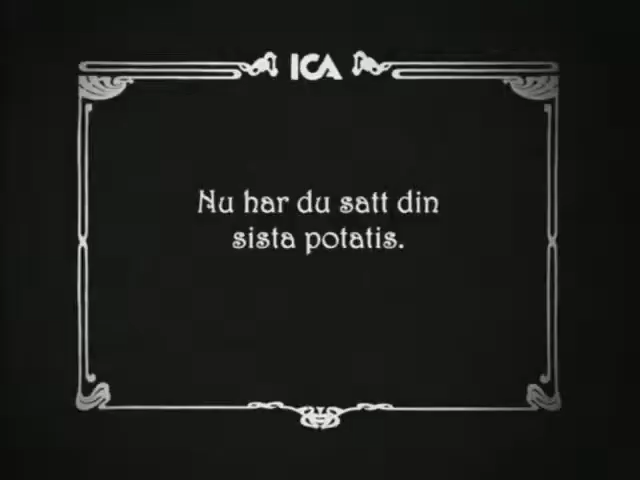 ICA
Nu har du satt din
sista potatis.